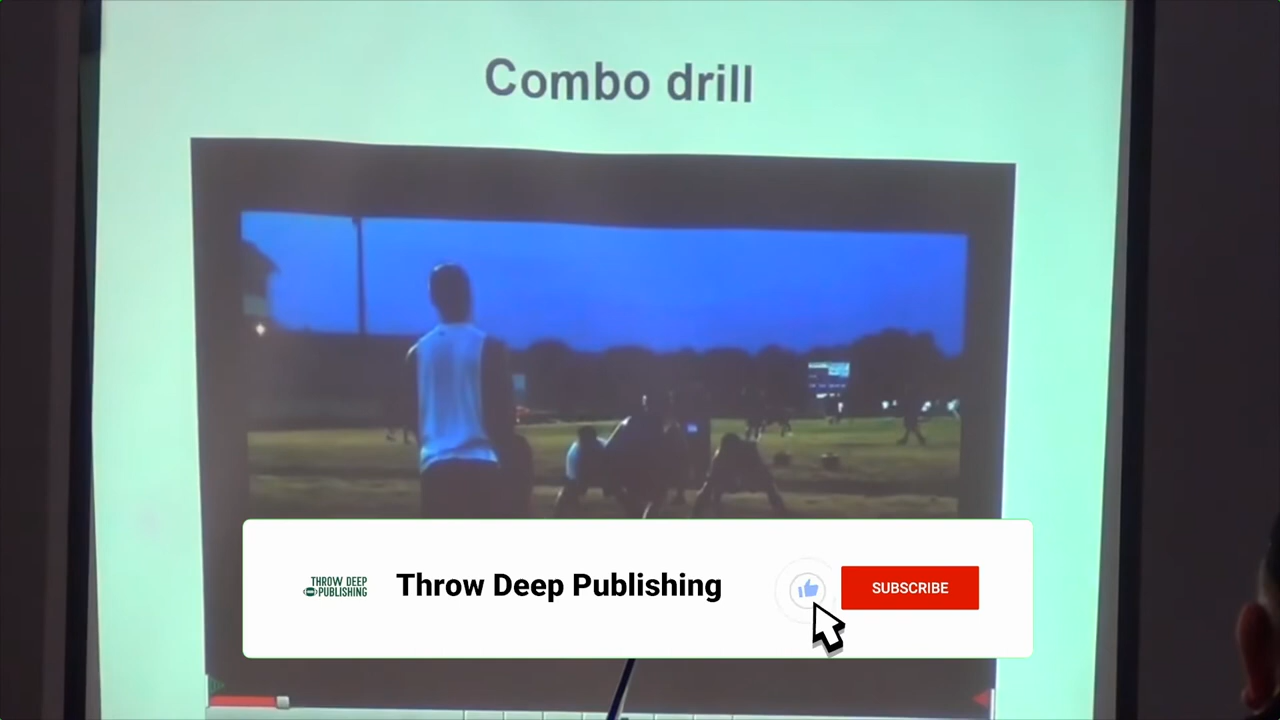 Combo drill
THROW DEEP
PUBLISHING
Throw Deep Publishing
SUBSCRIBE